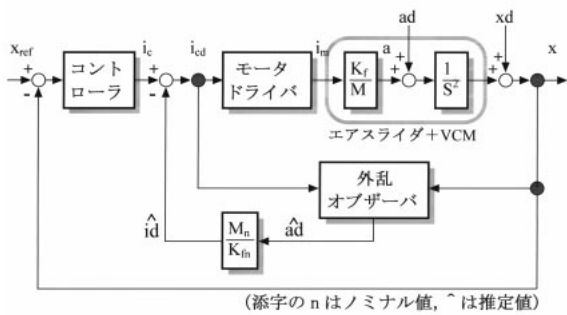 x_ref
i_c
i_cd
i_m
a
ad
xd
x
+
-
コント
ローラ
+
-
モータ
ドライバ
K_f
M
+
+
1
S²
+
+
エアスライダ+VCM
外乱
オブザーバ
îd
M_n
K_fn
âd
(添字の n はノミナル値, ^ は推定値)